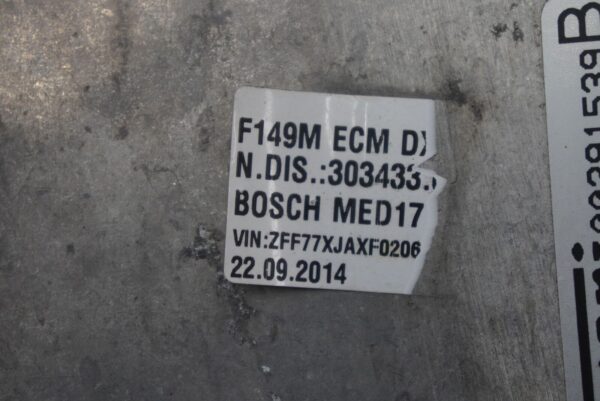 F149M ECM DX
N.DIS.:303433
BOSCH MED17
VIN:ZFF77XJAXF0206
22.09.2014